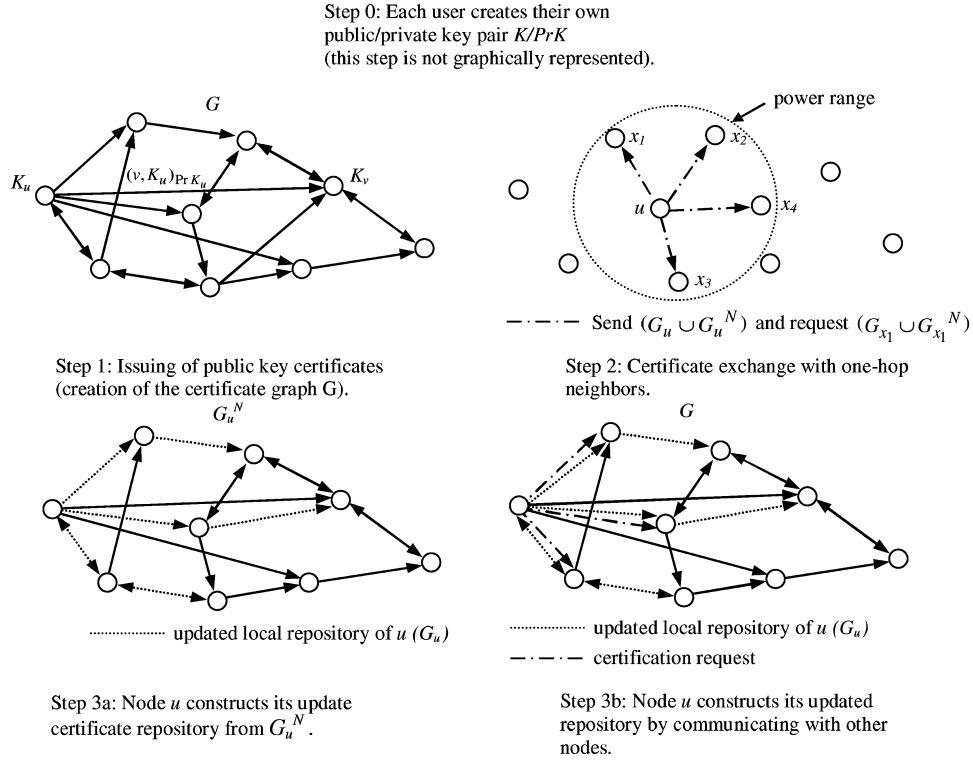 Step 0: Each user creates their own
public/private key pair K/PrK
(this step is not graphically represented).
G
K_u
(v, K_u)_Pr K_u
K_v
power range
x_1
x_2
u
x_4
x_3
Send (G_u ∪ G_u^N) and request (G_x_1 ∪ G_x_1^N)
Step 1: Issuing of public key certificates
(creation of the certificate graph G).
Step 2: Certificate exchange with one-hop
neighbors.
G_u^N
G
updated local repository of u (G_u)
updated local repository of u (G_u)
certification request
Step 3a: Node u constructs its update
certificate repository from G_u^N.
Step 3b: Node u constructs its updated
repository by communicating with other
nodes.